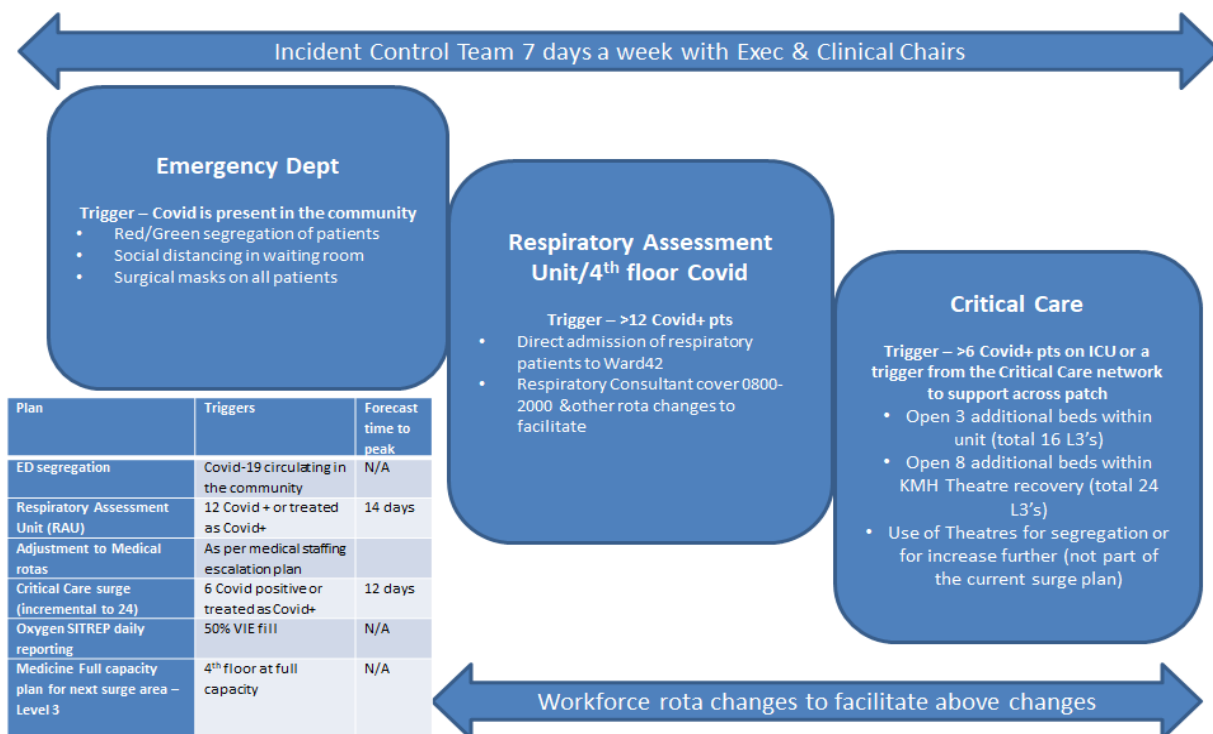 Incident Control Team 7 days a week with Exec & Clinical Chairs
Emergency Dept
Trigger – Covid is present in the community
• Red/Green segregation of patients
• Social distancing in waiting room
• Surgical masks on all patients
Respiratory Assessment
Unit/4th floor Covid
Trigger – >12 Covid+ pts
• Direct admission of respiratory
patients to Ward42
• Respiratory Consultant cover 0800-
2000 &other rota changes to
facilitate
Critical Care
Trigger – >6 Covid+ pts on ICU or a
trigger from the Critical Care network
to support across patch
• Open 3 additional beds within
unit (total 16 L3's)
• Open 8 additional beds within
KMH Theatre recovery (total 24
L3's)
• Use of Theatres for segregation or
for increase further (not part of
the current surge plan)
Plan Triggers Forecast
time to
peak
ED segregation Covid-19 circulating in N/A
the community
Respiratory Assessment 12 Covid + or treated 14 days
Unit (RAU) as Covid+
Adjustment to Medical As per medical staffing
rotas escalation plan
Critical Care surge 6 Covid positive or 12 days
(incremental to 24) treated as Covid+
Oxygen SITREP daily 50% VIE fill N/A
reporting
Medicine Full capacity 4th floor at full N/A
plan for next surge area – capacity
Level 3
Workforce rota changes to facilitate above changes